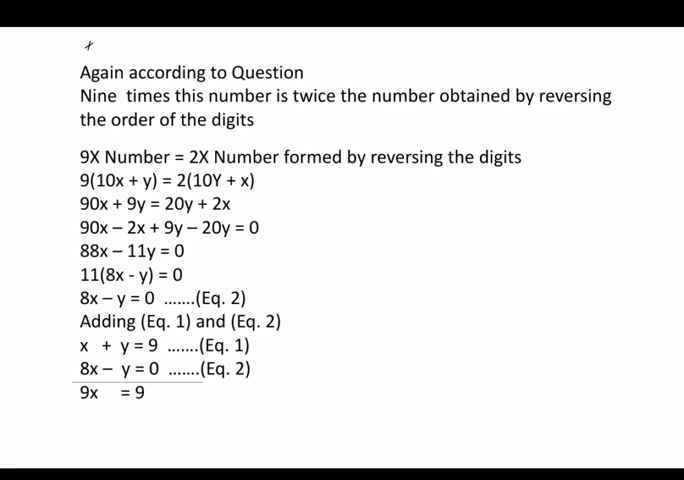 Again according to Question
Nine times this number is twice the number obtained by reversing
the order of the digits
9X Number = 2X Number formed by reversing the digits
9(10x + y) = 2(10Y + x)
90x + 9y = 20y + 2x
90x – 2x + 9y – 20y = 0
88x – 11y = 0
11(8x - y) = 0
8x – y = 0 .......(Eq. 2)
Adding (Eq. 1) and (Eq. 2)
x + y = 9 .......(Eq. 1)
8x – y = 0 .......(Eq. 2)
9x = 9